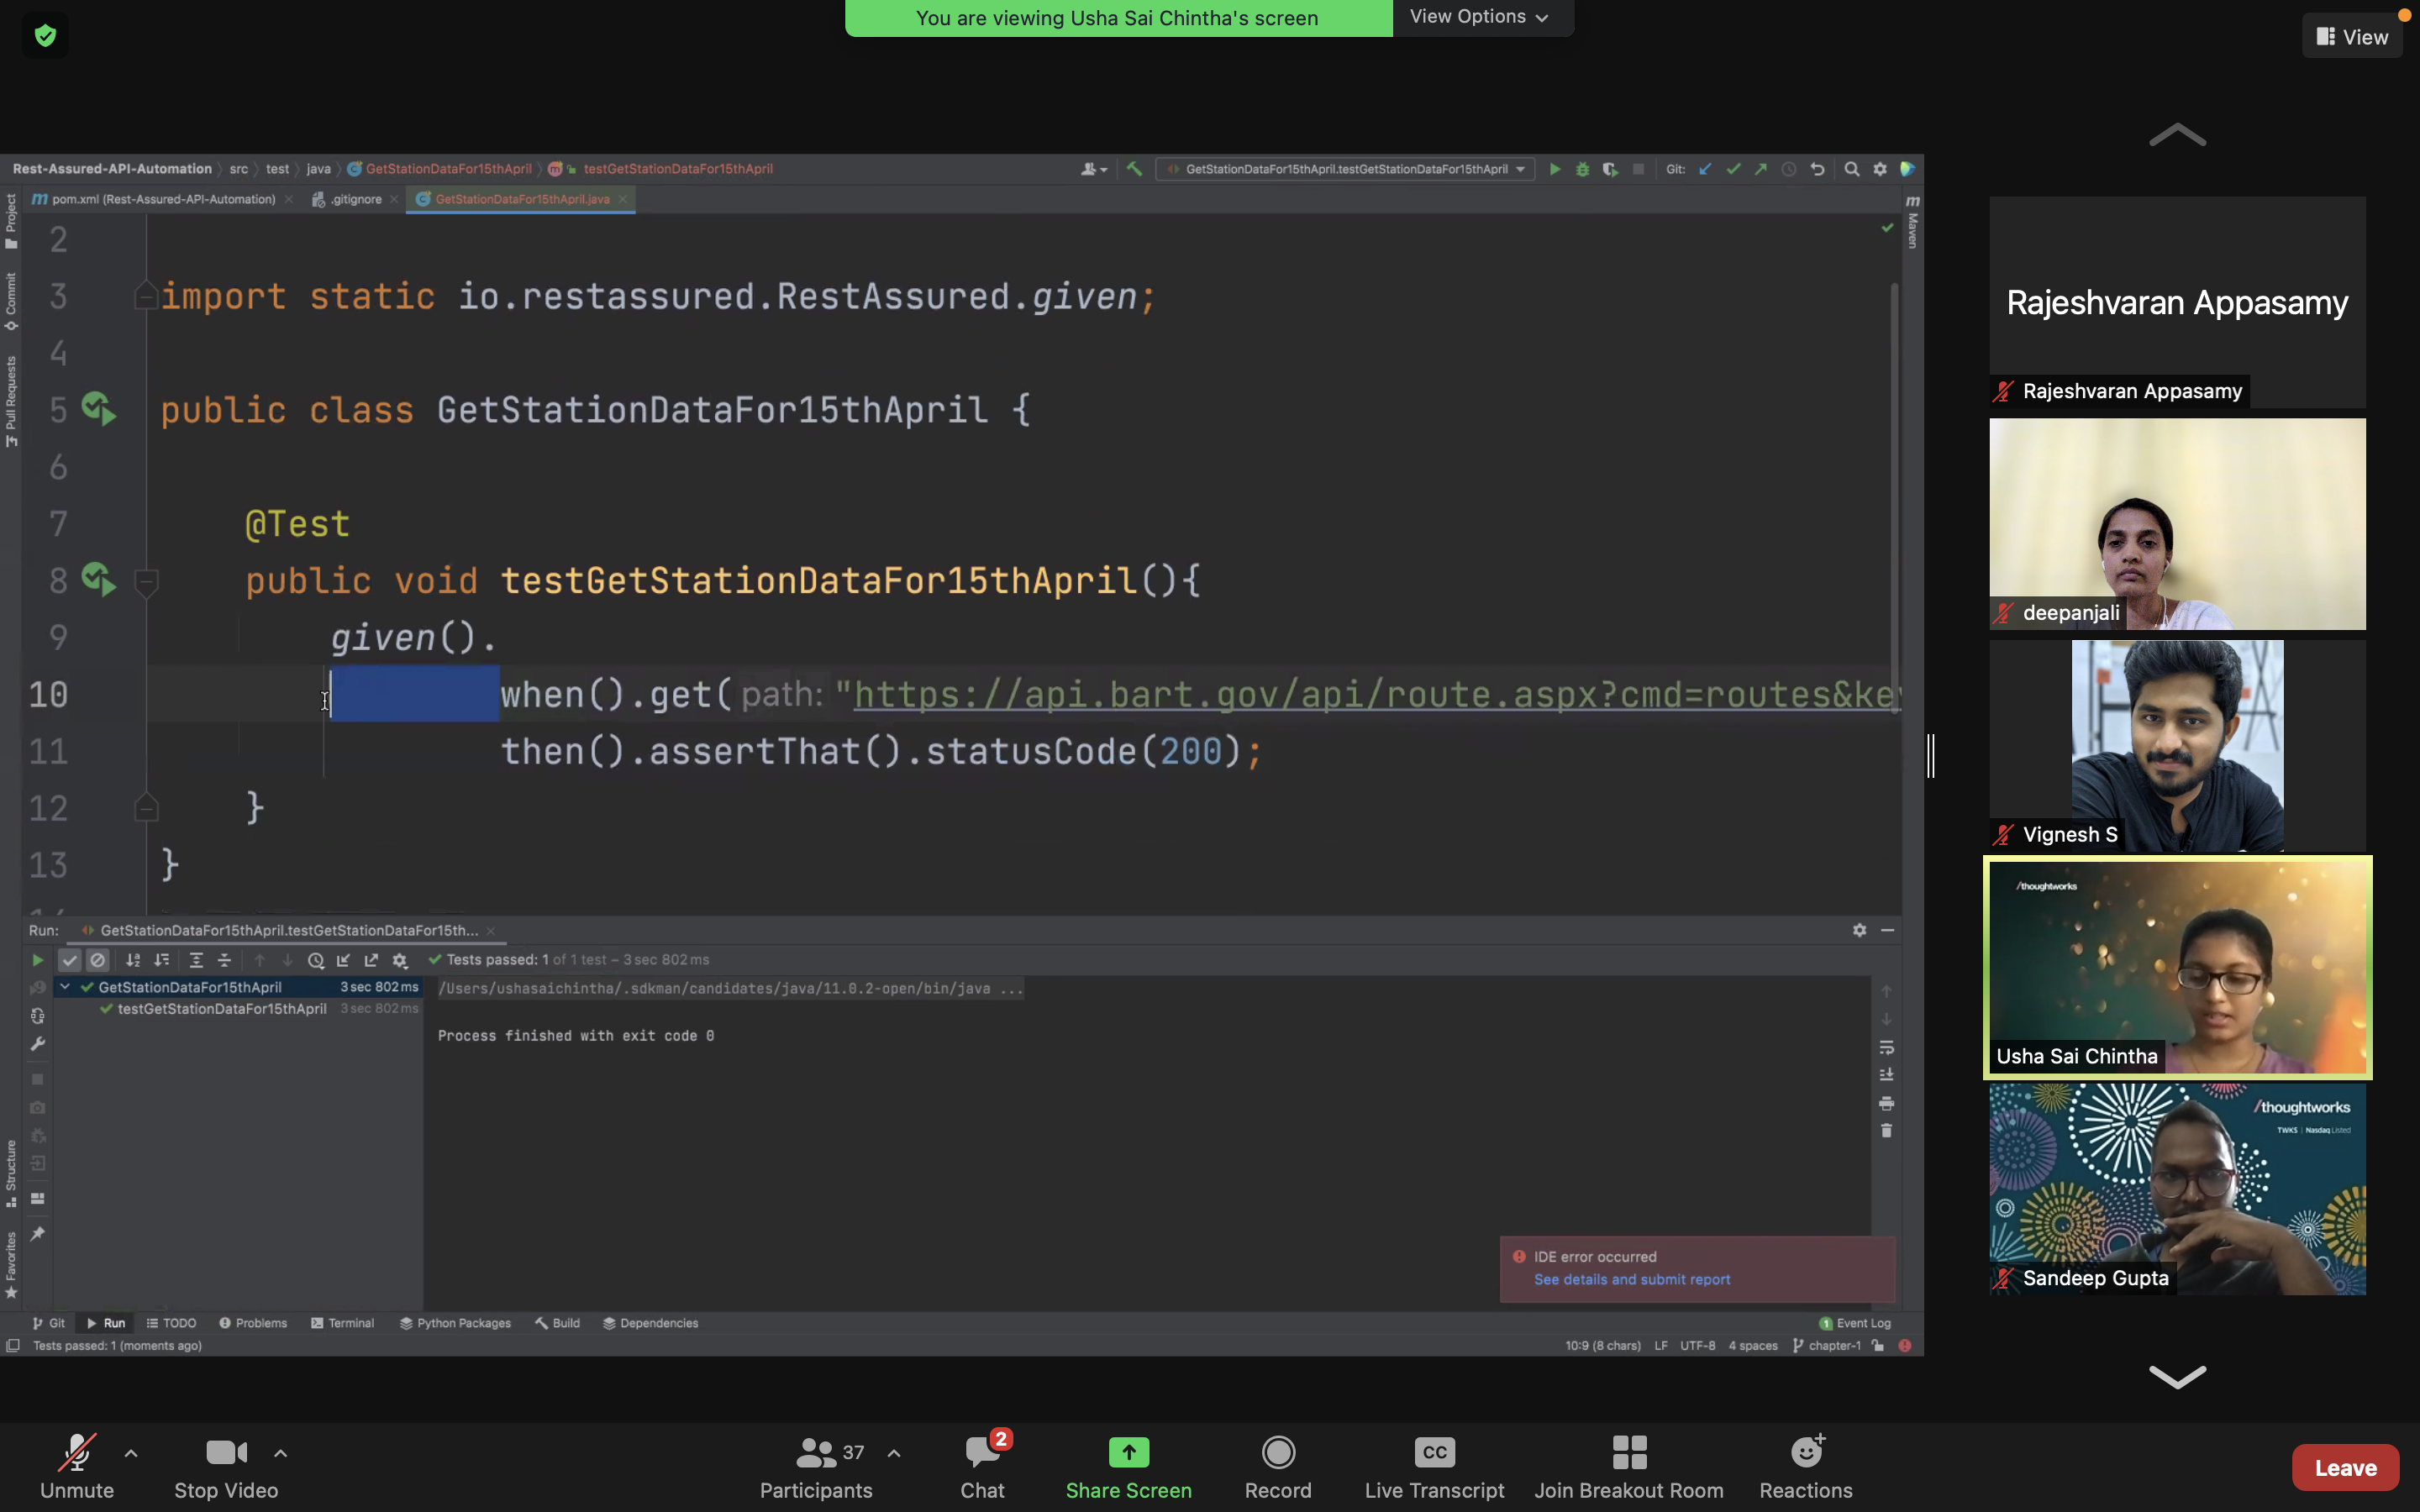 You are viewing Usha Sai Chintha's screen
View Options
View
Rest-Assured-API-Automation src test java GetStationDataFor15thApril testGetStationDataFor15thApril
GetStationDataFor15thApril.testGetStationDataFor15thApril
Git:
pom.xml (Rest-Assured-API-Automation)
.gitignore
GetStationDataFor15thApril.java
Project
Commit
Pull Requests
Structure
Favorites
Maven
2
3 import static io.restassured.RestAssured.given;
4
5 public class GetStationDataFor15thApril {
6
7 @Test
8 public void testGetStationDataFor15thApril(){
9 given().
10 when().get( path: "https://api.bart.gov/api/route.aspx?cmd=routes&ke
11 then().assertThat().statusCode(200);
12 }
13 }
Run: GetStationDataFor15thApril.testGetStationDataFor15th...
Tests passed: 1 of 1 test – 3 sec 802 ms
GetStationDataFor15thApril 3 sec 802 ms
testGetStationDataFor15thApril 3 sec 802 ms
/Users/ushasaichintha/.sdkman/candidates/java/11.0.2-open/bin/java ...
Process finished with exit code 0
IDE error occurred
See details and submit report
Git Run TODO Problems Terminal Python Packages Build Dependencies
1 Event Log
Tests passed: 1 (moments ago)
10:9 (8 chars) LF UTF-8 4 spaces chapter-1
Rajeshvaran Appasamy
Rajeshvaran Appasamy
deepanjali
Vignesh S
/thoughtworks
Usha Sai Chintha
/thoughtworks
TWKS | Nasdaq Listed
Sandeep Gupta
Unmute
Stop Video
37
Participants
2
Chat
Share Screen
Record
CC
Live Transcript
Join Breakout Room
Reactions
Leave